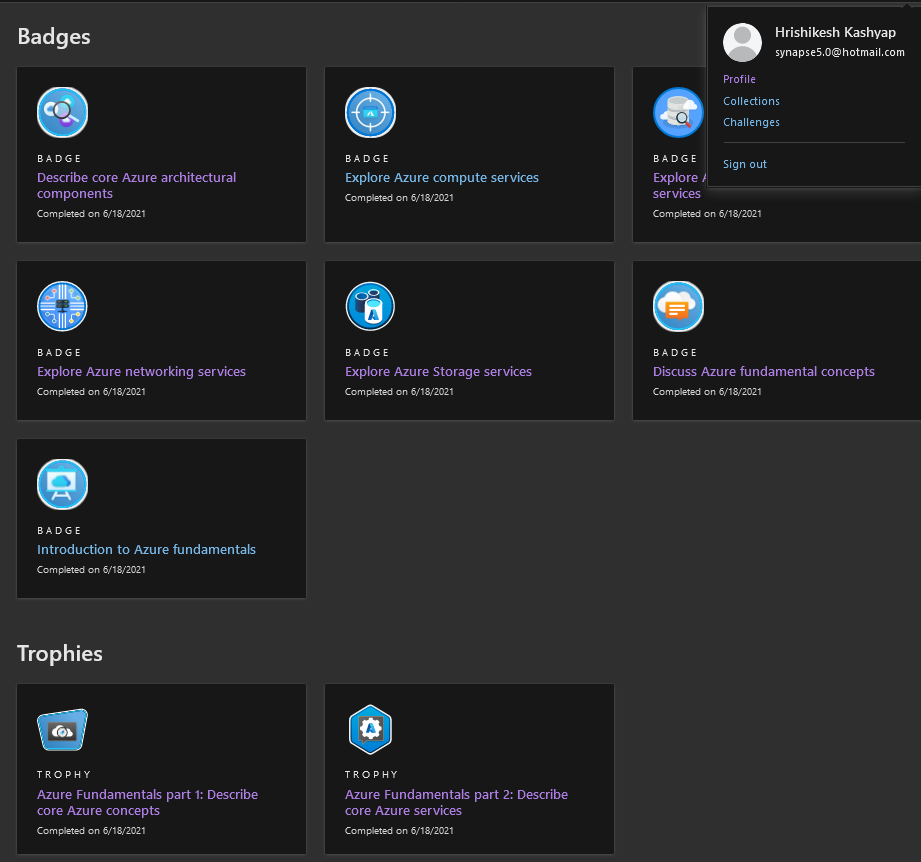 Badges
Hrishikesh Kashyap
synapse5.0@hotmail.com
Profile
Collections
Challenges
Sign out
BADGE
Describe core Azure architectural
components
Completed on 6/18/2021
BADGE
Explore Azure compute services
Completed on 6/18/2021
BADGE
Explore
services
Completed on 6/18/2021
BADGE
Explore Azure networking services
Completed on 6/18/2021
BADGE
Explore Azure Storage services
Completed on 6/18/2021
BADGE
Discuss Azure fundamental concepts
Completed on 6/18/2021
BADGE
Introduction to Azure fundamentals
Completed on 6/18/2021
Trophies
TROPHY
Azure Fundamentals part 1: Describe
core Azure concepts
Completed on 6/18/2021
TROPHY
Azure Fundamentals part 2: Describe
core Azure services
Completed on 6/18/2021